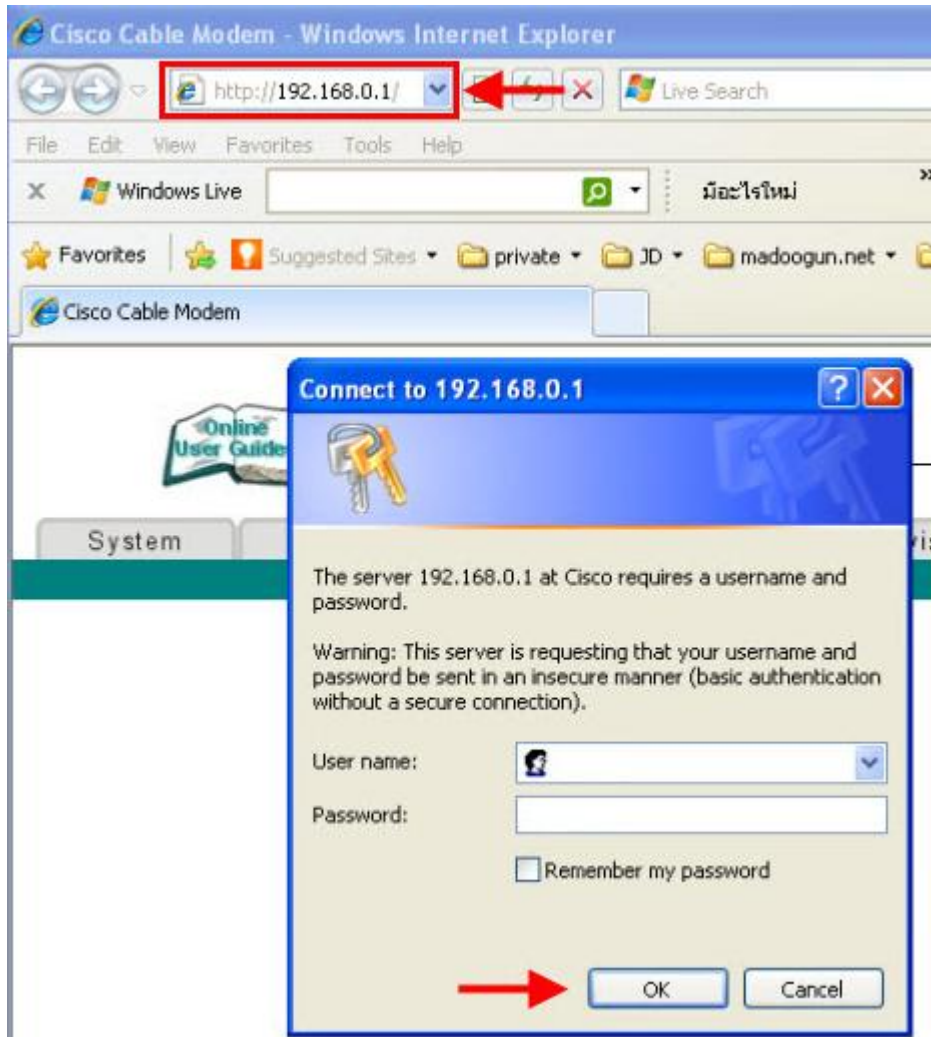 Cisco Cable Modem - Windows Internet Explorer
http://192.168.0.1/
Live Search
File Edit View Favorites Tools Help
X Windows Live
มีอะไรใหม่
Favorites
Suggested Sites
private
JD
madoogun.net
Cisco Cable Modem
Online
User Guide
System
Connect to 192.168.0.1
The server 192.168.0.1 at Cisco requires a username and
password.
Warning: This server is requesting that your username and
password be sent in an insecure manner (basic authentication
without a secure connection).
User name:
Password:
Remember my password
OK
Cancel